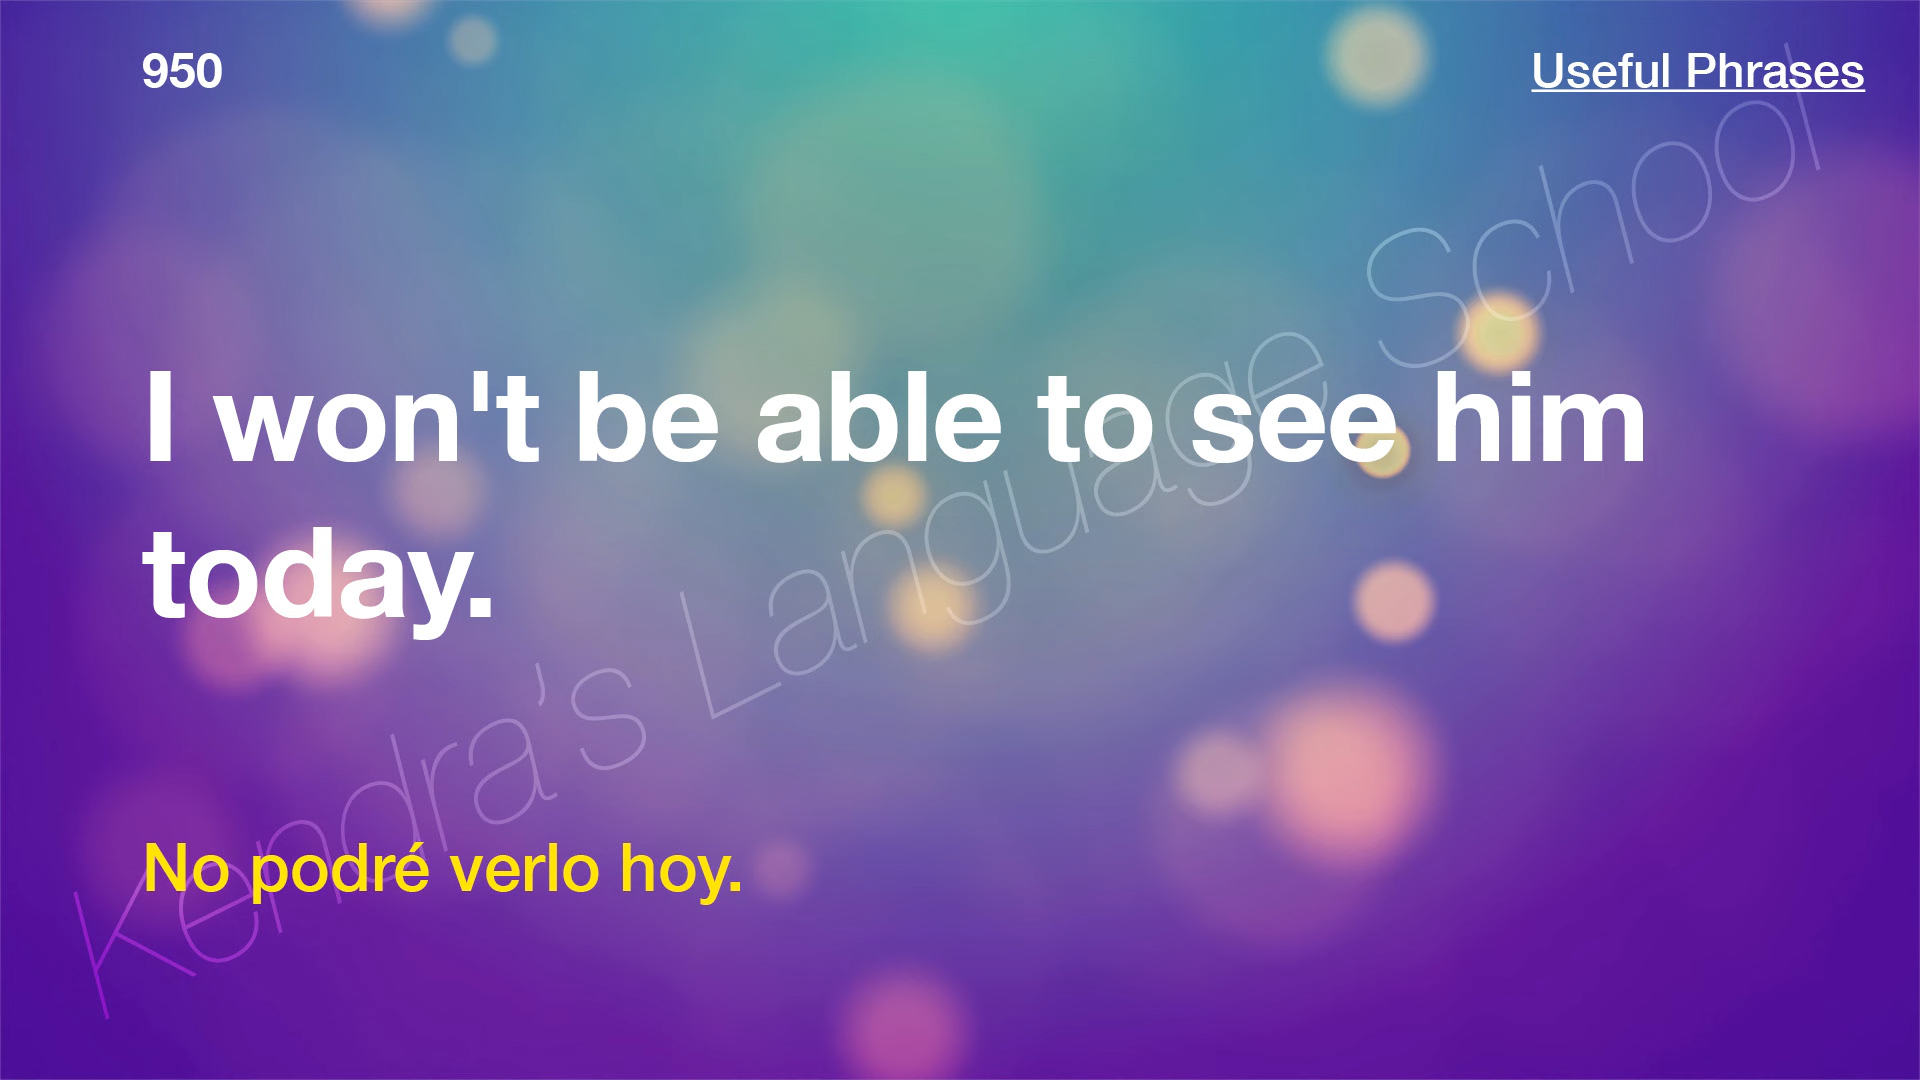 950
Useful Phrases
I won't be able to see him
today.
No podré verlo hoy.
Kendra’s Language School